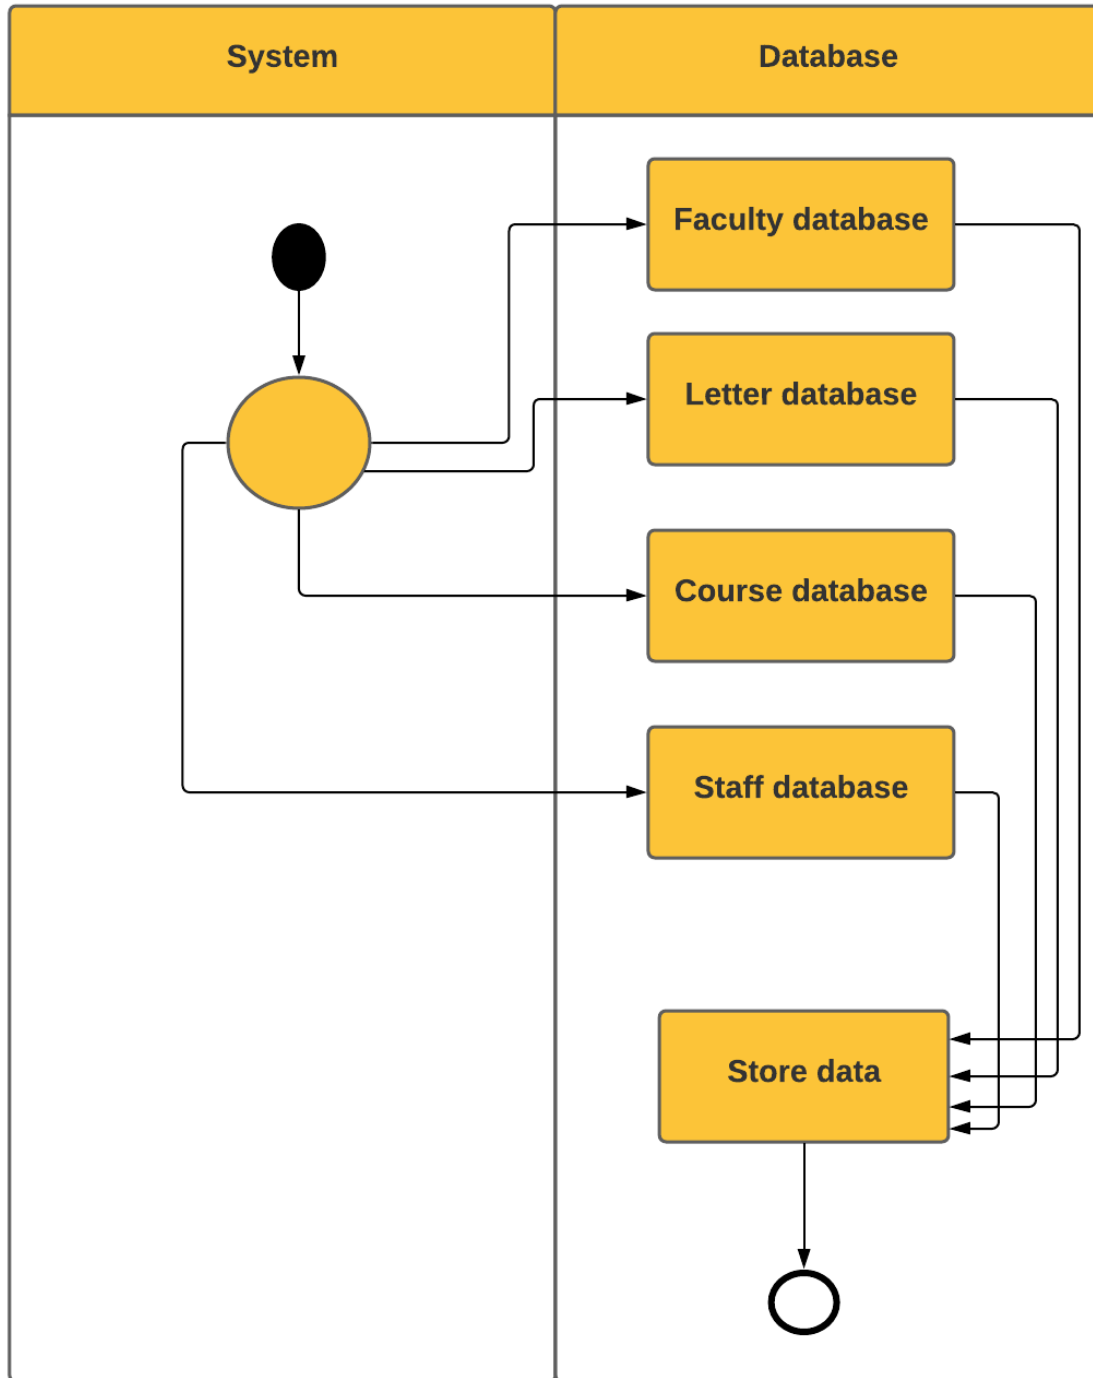 System
Database
Faculty database
Letter database
Course database
Staff database
Store data